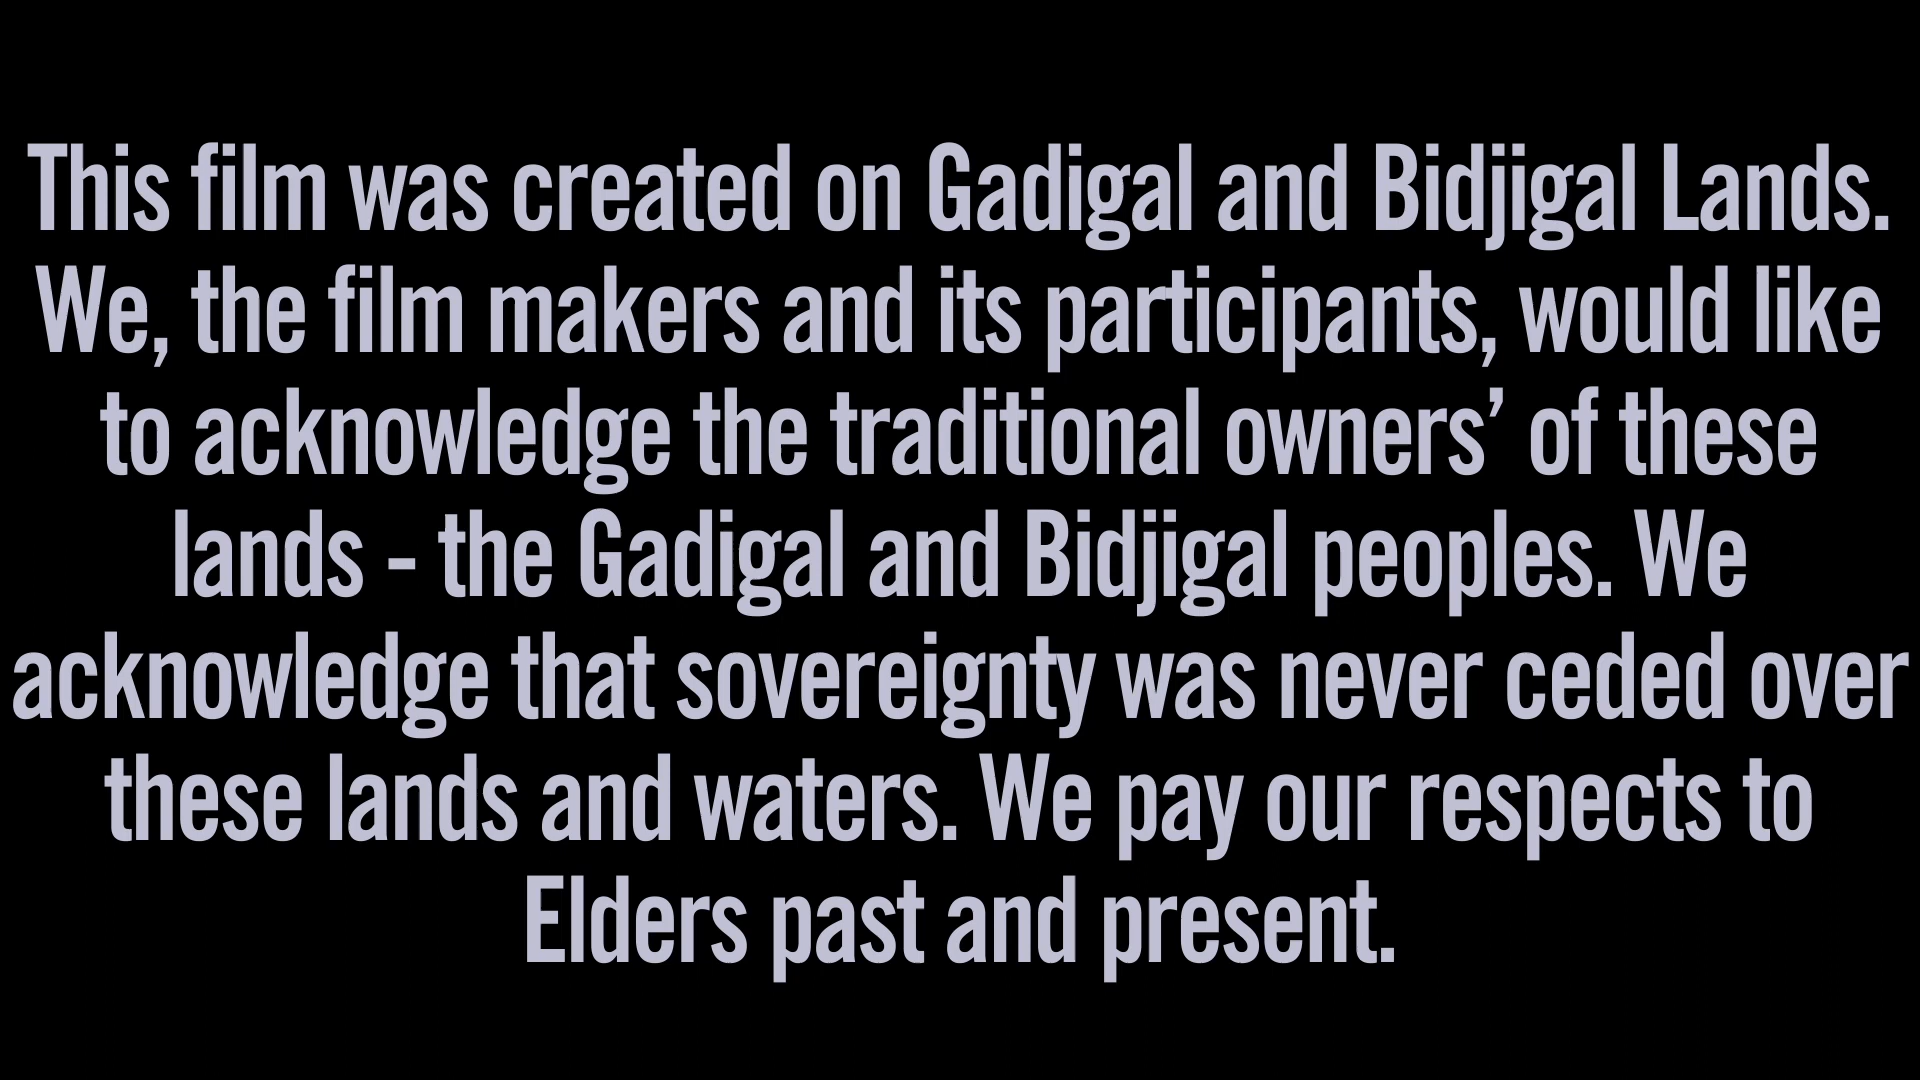 This film was created on Gadigal and Bidjigal Lands.
We, the film makers and its participants, would like
to acknowledge the traditional owners’ of these
lands - the Gadigal and Bidjigal peoples. We
acknowledge that sovereignty was never ceded over
these lands and waters. We pay our respects to
Elders past and present.